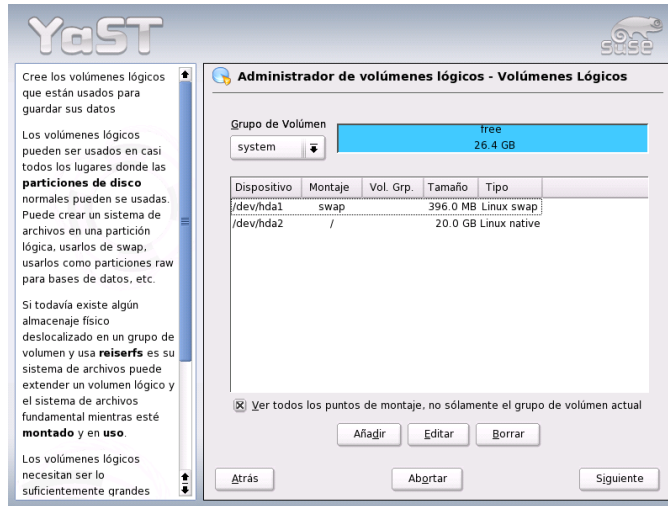 YaST
SUSE
Cree los volúmenes lógicos
que están usados para
guardar sus datos
Los volúmenes lógicos
pueden ser usados en casi
todos los lugares donde las
particiones de disco
normales pueden se usadas.
Puede crear un sistema de
archivos en una partición
lógica, usarlos de swap,
usarlos como particiones raw
para bases de datos, etc.
Si todavía existe algún
almacenaje físico
deslocalizado en un grupo de
volumen y usa reiserfs es su
sistema de archivos puede
extender un volumen lógico y
el sistema de archivos
fundamental mientras esté
montado y en uso.
Los volúmenes lógicos
necesitan ser lo
suficientemente grandes
Administrador de volúmenes lógicos - Volúmenes Lógicos
Grupo de Volúmen
system
free
26.4 GB
Dispositivo Montaje Vol. Grp. Tamaño Tipo
/dev/hda1 swap 396.0 MB Linux swap
/dev/hda2 / 20.0 GB Linux native
Ver todos los puntos de montaje, no sólamente el grupo de volúmen actual
Añadir Editar Borrar
Atrás Abortar Siguiente